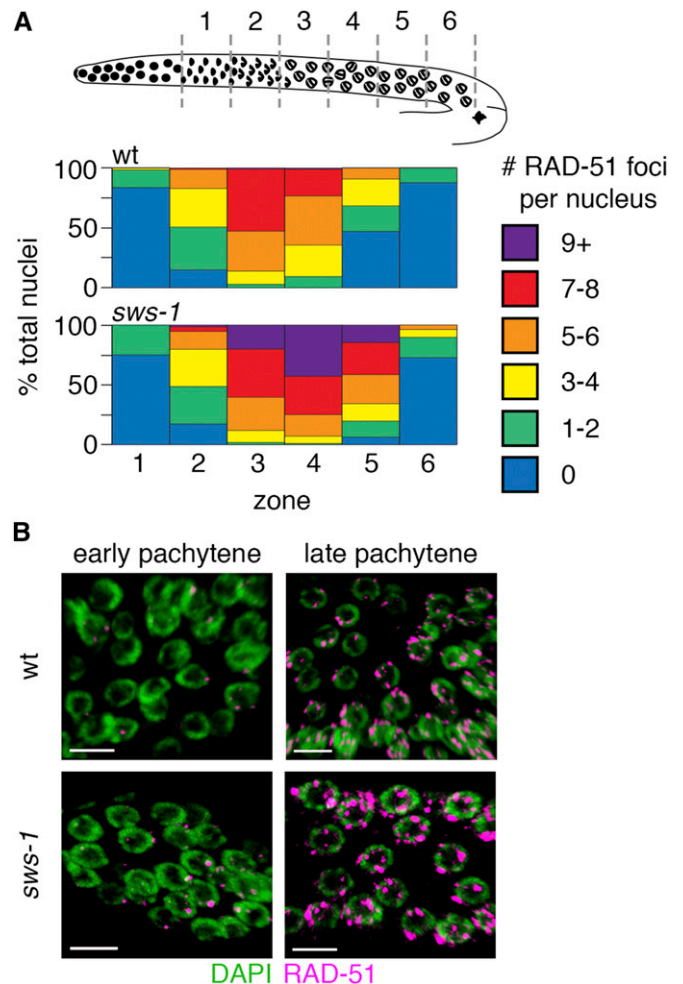 A
1 2 3 4 5 6
wt
100
50
0
sws-1
100
50
0
% total nuclei
1 2 3 4 5 6
zone
# RAD-51 foci
per nucleus
9+
7-8
5-6
3-4
1-2
0
B
early pachytene late pachytene
wt
sws-1
DAPI RAD-51